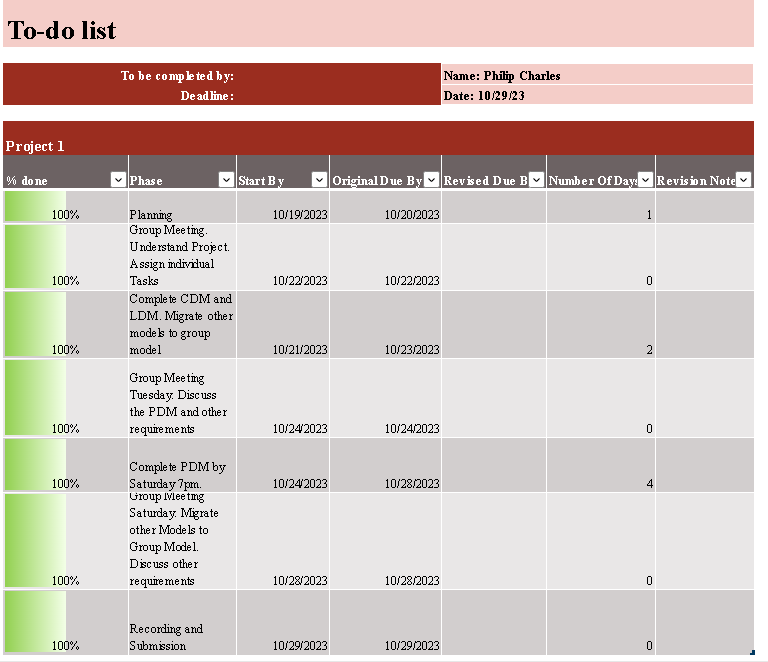 To-do list
To be completed by: Name: Philip Charles
Deadline: Date: 10/29/23
Project 1
% done Phase Start By Original Due By Revised Due B Number Of Days Revision Note
100% Planning 10/19/2023 10/20/2023 1
Group Meeting.
Understand Project.
Assign individual
100% Tasks 10/22/2023 10/22/2023 0
Complete CDM and
LDM. Migrate other
models to group
100% model 10/21/2023 10/23/2023 2
Group Meeting
Tuesday. Discuss
the PDM and other
100% requirements 10/24/2023 10/24/2023 0
Complete PDM by
100% Saturday 7pm. 10/24/2023 10/28/2023 4
Group Meeting
Saturday. Migrate
other Models to
Group Model.
Discuss other
100% requirements 10/28/2023 10/28/2023 0
Recording and
100% Submission 10/29/2023 10/29/2023 0